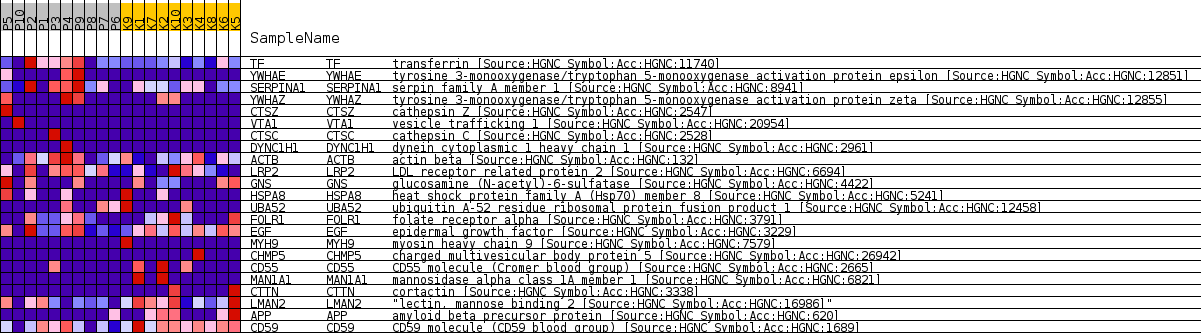 P5 P10 P2 P1 P3 P4 P9 P8 P7 P6 K9 K1 K7 K2 K10 K3 K4 K8 K6 K5
SampleName
TF TF transferrin [Source:HGNC Symbol;Acc:HGNC:11740]
YWHAE YWHAE tyrosine 3-monooxygenase/tryptophan 5-monooxygenase activation protein epsilon [Source:HGNC Symbol;Acc:HGNC:12851]
SERPINA1 SERPINA1 serpin family A member 1 [Source:HGNC Symbol;Acc:HGNC:8941]
YWHAZ YWHAZ tyrosine 3-monooxygenase/tryptophan 5-monooxygenase activation protein zeta [Source:HGNC Symbol;Acc:HGNC:12855]
CTSZ CTSZ cathepsin Z [Source:HGNC Symbol;Acc:HGNC:2547]
VTA1 VTA1 vesicle trafficking 1 [Source:HGNC Symbol;Acc:HGNC:20954]
CTSC CTSC cathepsin C [Source:HGNC Symbol;Acc:HGNC:2528]
DYNC1H1 DYNC1H1 dynein cytoplasmic 1 heavy chain 1 [Source:HGNC Symbol;Acc:HGNC:2961]
ACTB ACTB actin beta [Source:HGNC Symbol;Acc:HGNC:132]
LRP2 LRP2 LDL receptor related protein 2 [Source:HGNC Symbol;Acc:HGNC:6694]
GNS GNS glucosamine (N-acetyl)-6-sulfatase [Source:HGNC Symbol;Acc:HGNC:4422]
HSPA8 HSPA8 heat shock protein family A (Hsp70) member 8 [Source:HGNC Symbol;Acc:HGNC:5241]
UBA52 UBA52 ubiquitin A-52 residue ribosomal protein fusion product 1 [Source:HGNC Symbol;Acc:HGNC:12458]
FOLR1 FOLR1 folate receptor alpha [Source:HGNC Symbol;Acc:HGNC:3791]
EGF EGF epidermal growth factor [Source:HGNC Symbol;Acc:HGNC:3229]
MYH9 MYH9 myosin heavy chain 9 [Source:HGNC Symbol;Acc:HGNC:7579]
CHMP5 CHMP5 charged multivesicular body protein 5 [Source:HGNC Symbol;Acc:HGNC:26942]
CD55 CD55 CD55 molecule (Cromer blood group) [Source:HGNC Symbol;Acc:HGNC:2665]
MAN1A1 MAN1A1 mannosidase alpha class 1A member 1 [Source:HGNC Symbol;Acc:HGNC:6821]
CTTN CTTN cortactin [Source:HGNC Symbol;Acc:HGNC:3338]
LMAN2 LMAN2 "lectin, mannose binding 2 [Source:HGNC Symbol;Acc:HGNC:16986]"
APP APP amyloid beta precursor protein [Source:HGNC Symbol;Acc:HGNC:620]
CD59 CD59 CD59 molecule (CD59 blood group) [Source:HGNC Symbol;Acc:HGNC:1689]